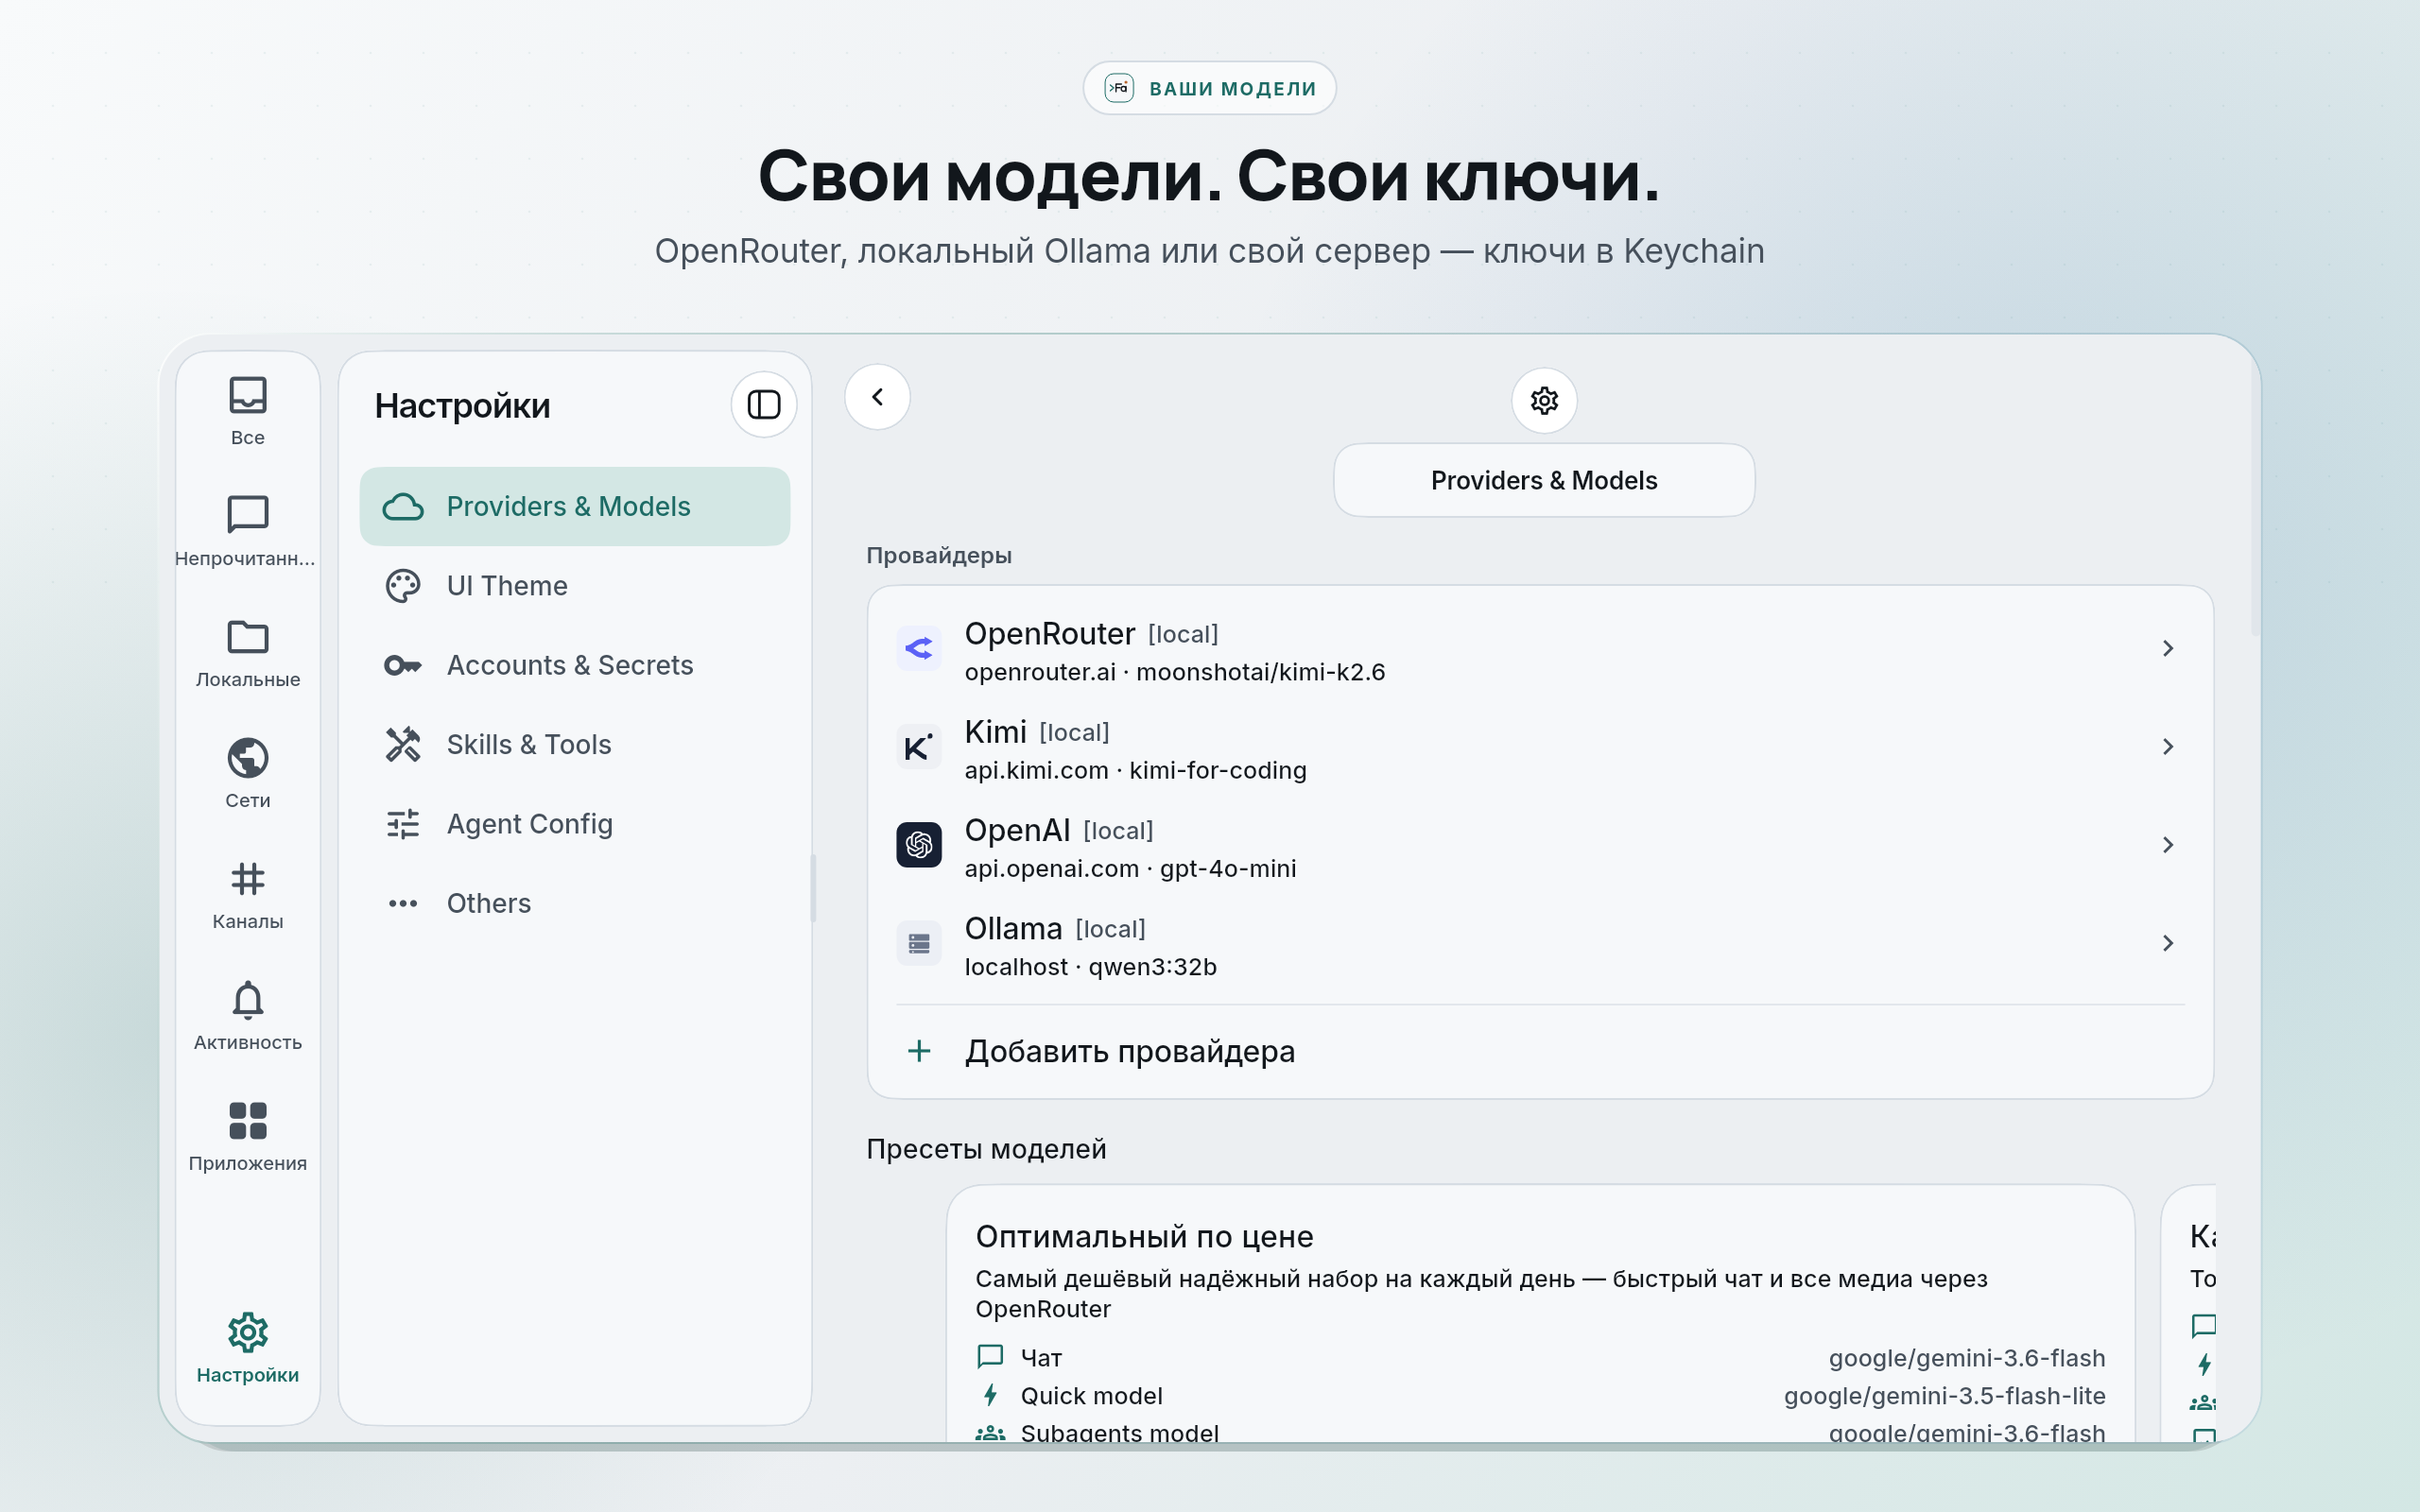 >Fa ВАШИ МОДЕЛИ
Свои модели. Свои ключи.
OpenRouter, локальный Ollama или свой сервер — ключи в Keychain
Все
Непрочитанн...
Локальные
Сети
Каналы
Активность
Приложения
Настройки
Настройки
Providers & Models
UI Theme
Accounts & Secrets
Skills & Tools
Agent Config
Others
Providers & Models
Провайдеры
OpenRouter [local]
openrouter.ai · moonshotai/kimi-k2.6
Kimi [local]
api.kimi.com · kimi-for-coding
OpenAI [local]
api.openai.com · gpt-4o-mini
Ollama [local]
localhost · qwen3:32b
Добавить провайдера
Пресеты моделей
Оптимальный по цене
Самый дешёвый надёжный набор на каждый день — быстрый чат и все медиа через
OpenRouter
Чат google/gemini-3.6-flash
Quick model google/gemini-3.5-flash-lite
Subagents model google/gemini-3.6-flash